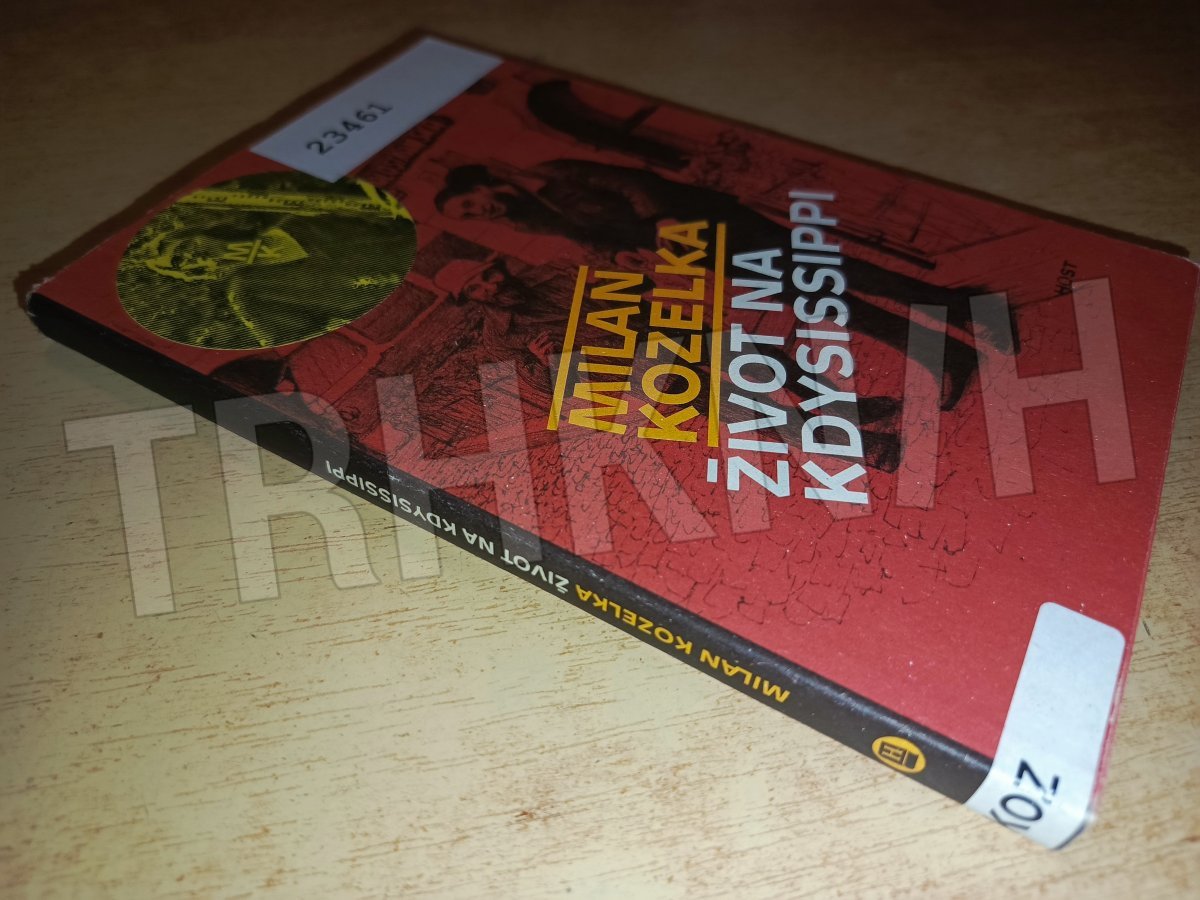 23461
M
K
MILAN
KOZELKA
ŽIVOT NA
KDYSISSIPPI
HOST
MILAN KOZELKA ŽIVOT NA KDYSISSIPPI
H
KOZ
TRHKNIH